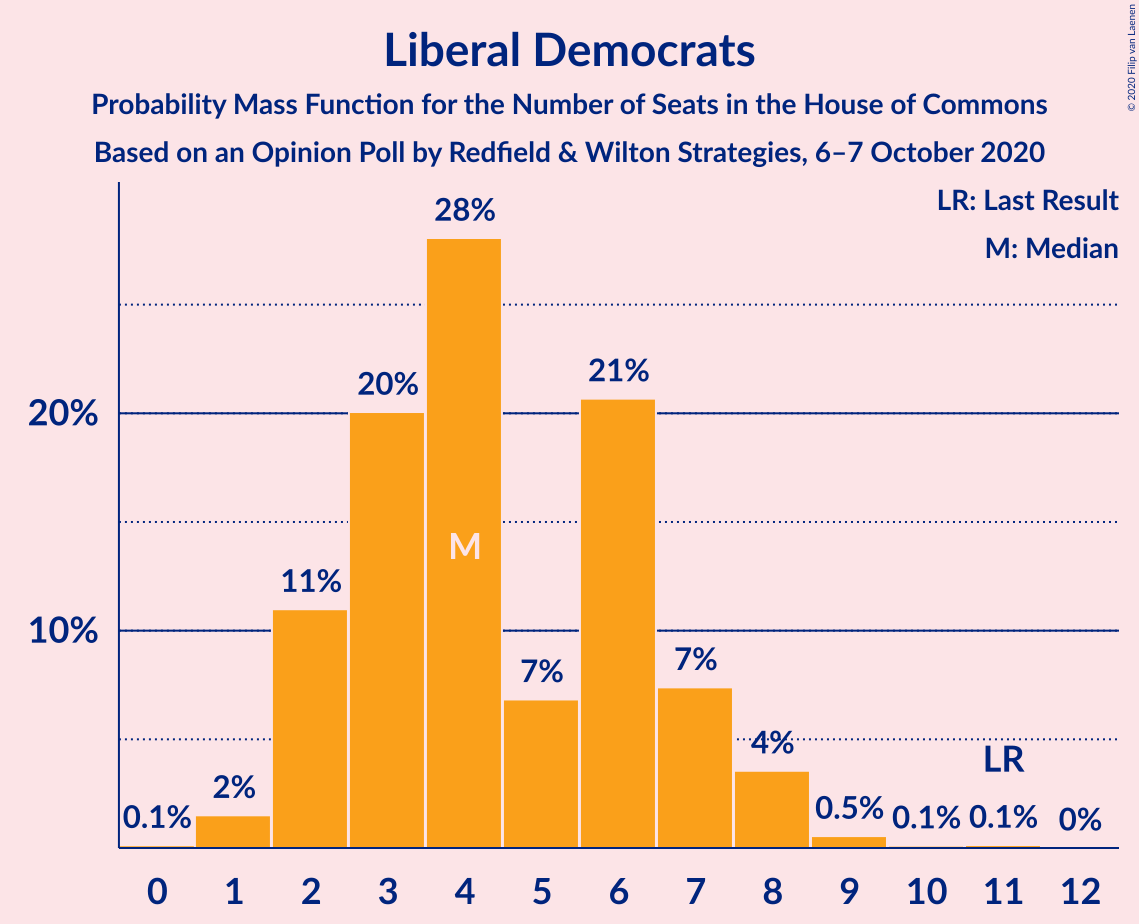 Liberal Democrats
Probability Mass Function for the Number of Seats in the House of Commons
Based on an Opinion Poll by Redfield & Wilton Strategies, 6–7 October 2020
© 2020 Filip van Laenen
LR: Last Result
M: Median
28%
21%
20%
20%
M
11%
10%
7%
7%
4%
LR
2%
0.1%
0.5%
0.1%
0.1%
0%
0 1 2 3 4 5 6 7 8 9 10 11 12